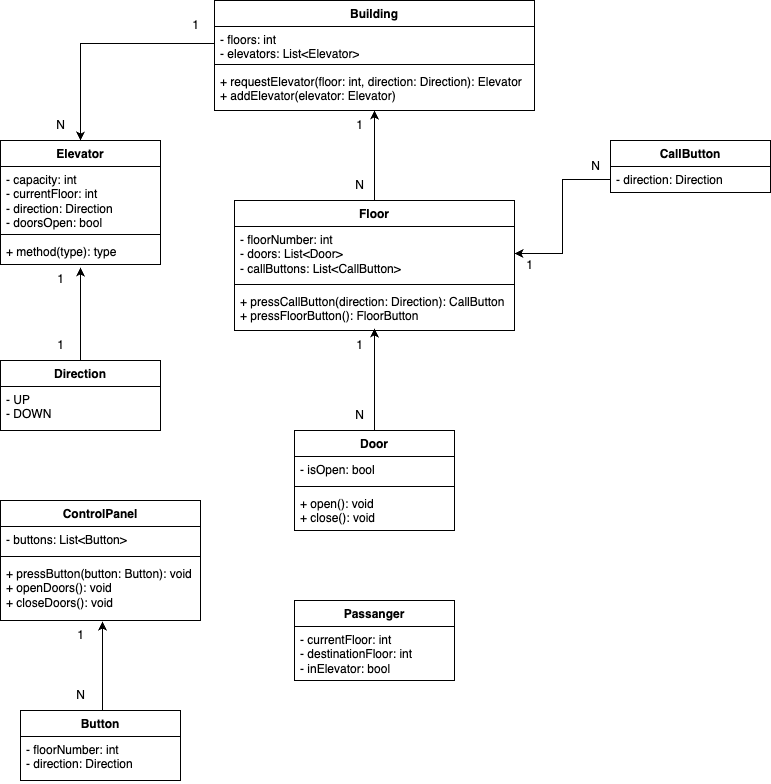 Building
- floors: int
- elevators: List<Elevator>
+ requestElevator(floor: int, direction: Direction): Elevator
+ addElevator(elevator: Elevator)
1
N
1
N
Elevator
- capacity: int
- currentFloor: int
- direction: Direction
- doorsOpen: bool
+ method(type): type
CallButton
- direction: Direction
N
1
Floor
- floorNumber: int
- doors: List<Door>
- callButtons: List<CallButton>
+ pressCallButton(direction: Direction): CallButton
+ pressFloorButton(): FloorButton
1
1
Direction
- UP
- DOWN
1
N
Door
- isOpen: bool
+ open(): void
+ close(): void
ControlPanel
- buttons: List<Button>
+ pressButton(button: Button): void
+ openDoors(): void
+ closeDoors(): void
Passanger
- currentFloor: int
- destinationFloor: int
- inElevator: bool
1
N
Button
- floorNumber: int
- direction: Direction